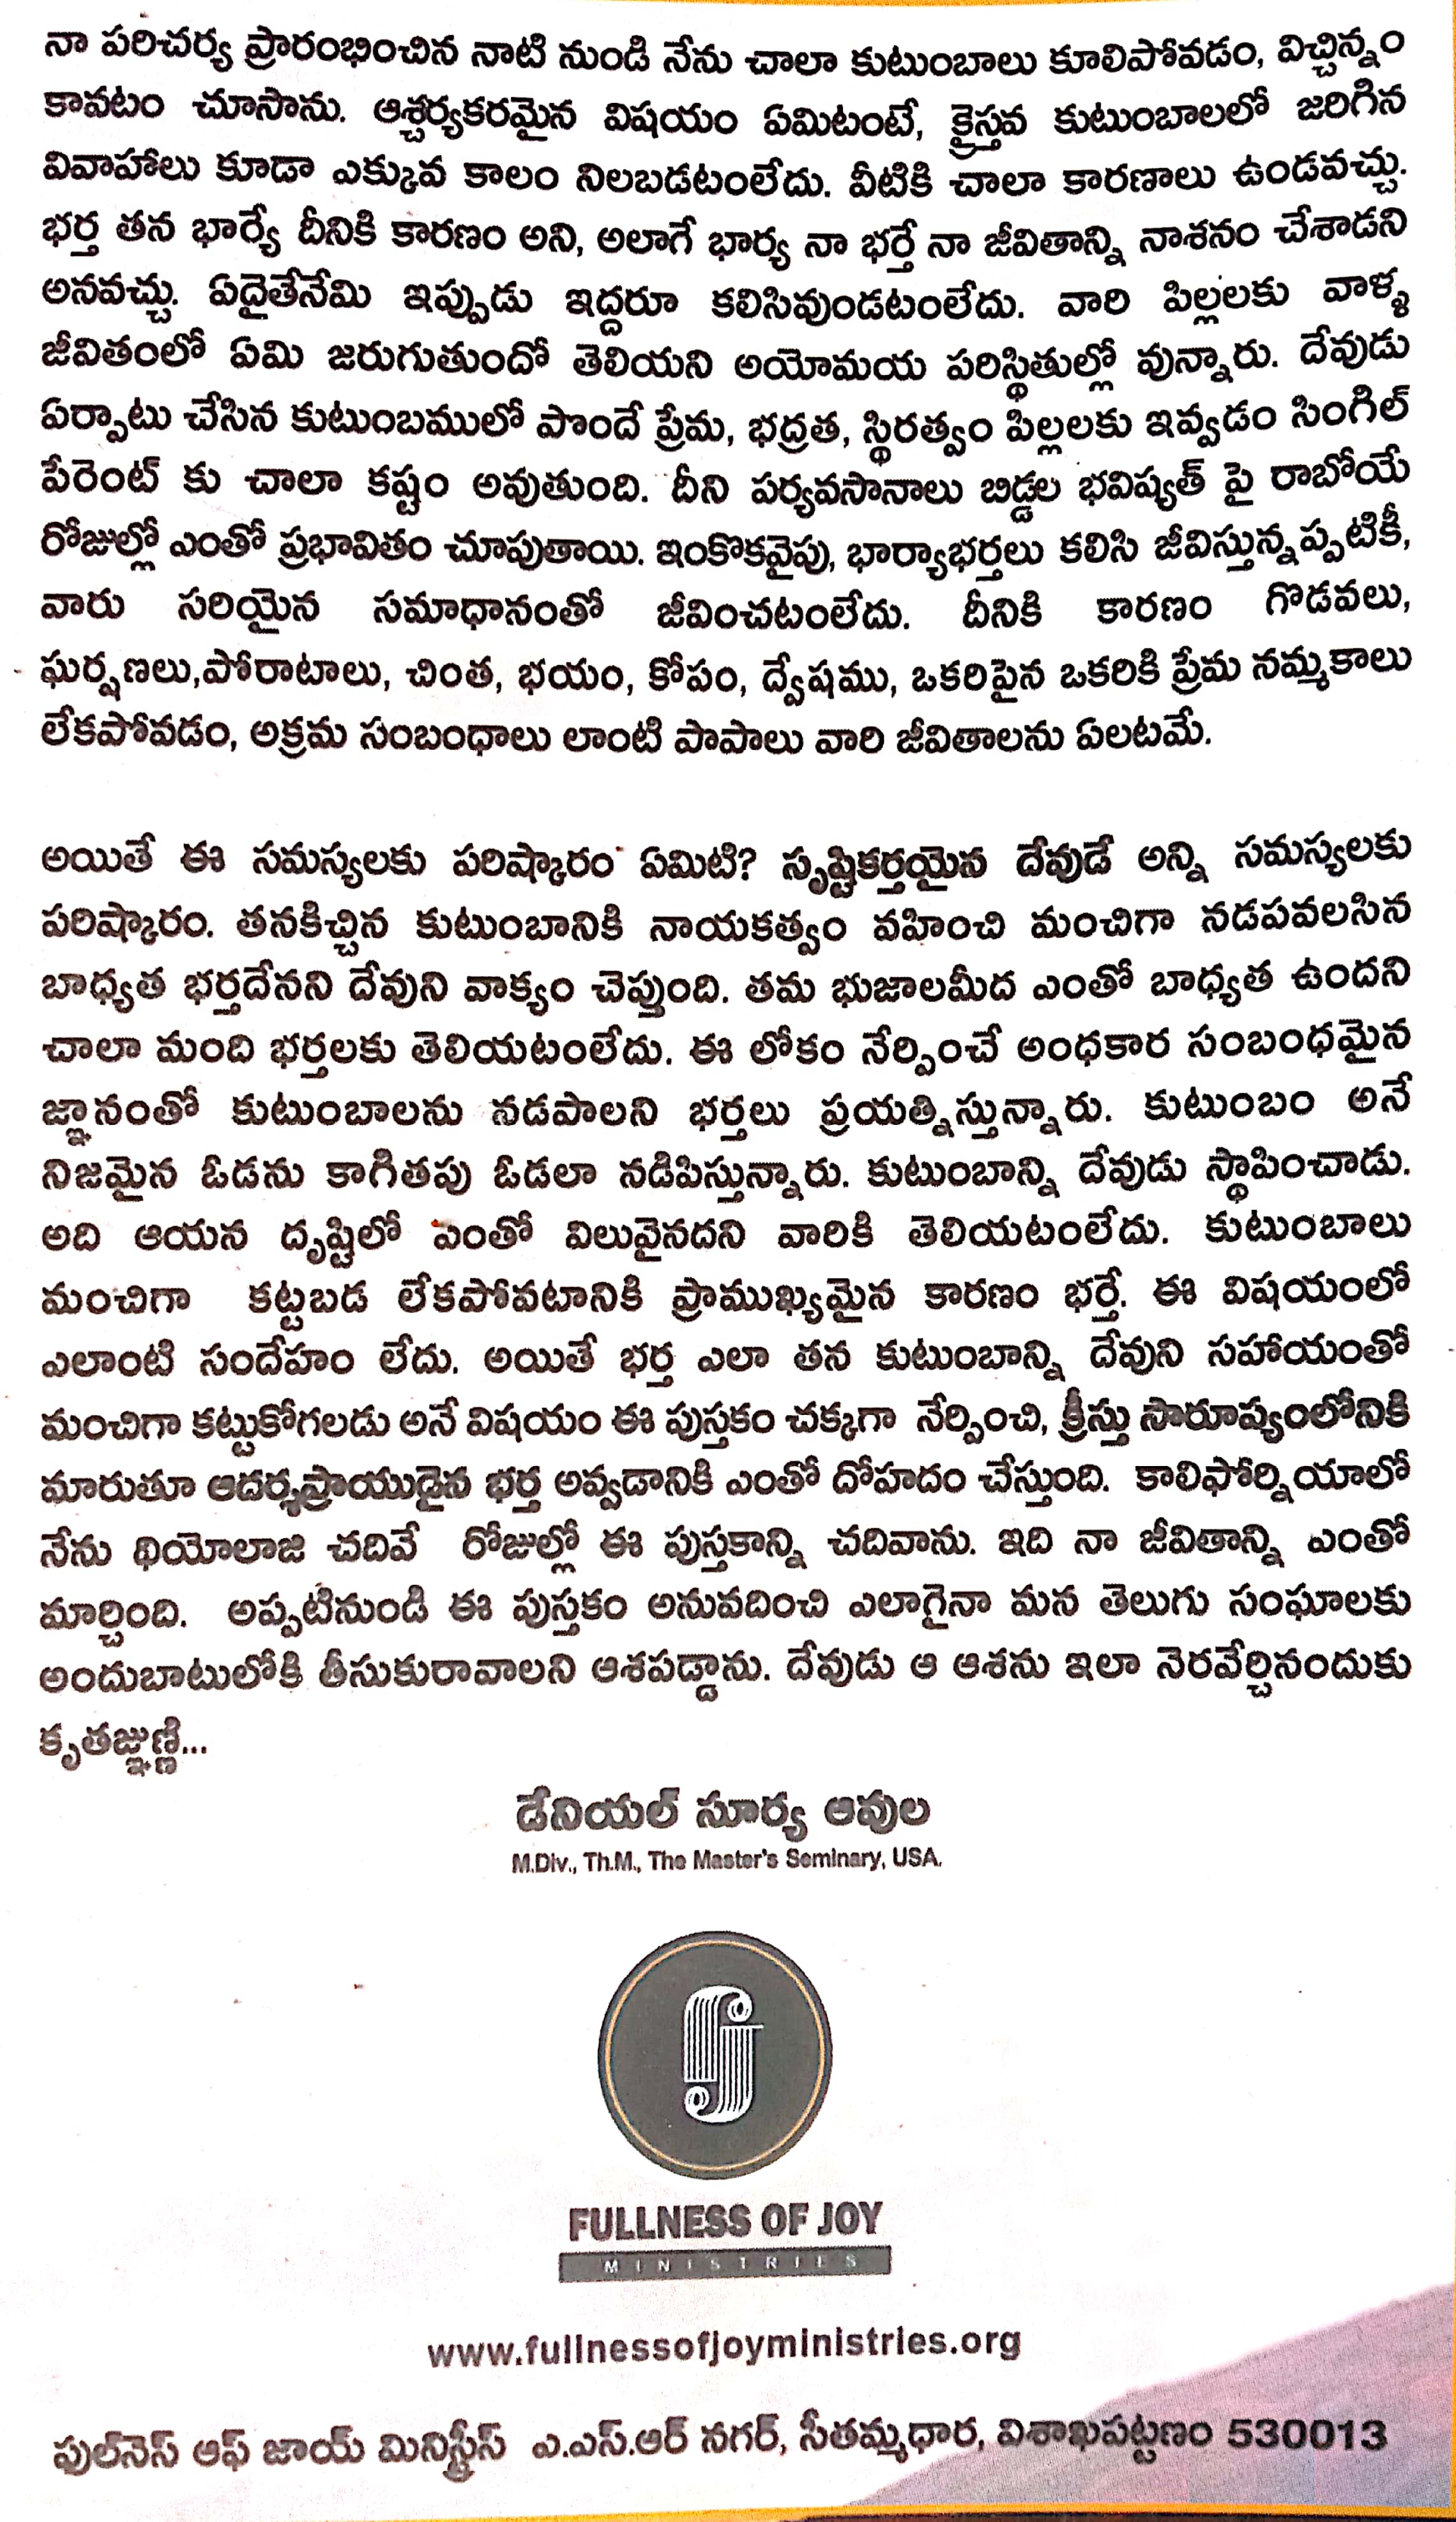 నా పరిచర్య ప్రారంభించిన నాటి నుండి నేను చాలా కుటుంబాలు కూలిపోవడం, విచ్ఛిన్నం
కావటం చూసాను. ఆశ్చర్యకరమైన విషయం ఏమిటంటే, క్రైస్తవ కుటుంబాలలో జరిగిన
వివాహాలు కూడా ఎక్కువ కాలం నిలబడటంలేదు. వీటికి చాలా కారణాలు ఉండవచ్చు.
భర్త తన భార్యే దీనికి కారణం అని, అలాగే భార్య నా భర్తే నా జీవితాన్ని నాశనం చేశాడని
అనవచ్చు. ఏదైతేనేమి ఇప్పుడు ఇద్దరూ కలిసివుండటంలేదు. వారి పిల్లలకు వాళ్ళ
జీవితంలో ఏమి జరుగుతుందో తెలియని అయోమయ పరిస్థితుల్లో వున్నారు. దేవుడు
ఏర్పాటు చేసిన కుటుంబములో పొందే ప్రేమ, భద్రత, స్థిరత్వం పిల్లలకు ఇవ్వడం సింగిల్
పేరెంట్ కు చాలా కష్టం అవుతుంది. దీని పర్యవసానాలు బిడ్డల భవిష్యత్ పై రాబోయే
రోజుల్లో ఎంతో ప్రభావితం చూపుతాయి. ఇంకొకవైపు, భార్యాభర్తలు కలిసి జీవిస్తున్నప్పటికీ,
వారు సరియైన సమాధానంతో జీవించటంలేదు. దీనికి కారణం గొడవలు,
ఘర్షణలు,పోరాటాలు, చింత, భయం, కోపం, ద్వేషము, ఒకరిపైన ఒకరికి ప్రేమ నమ్మకాలు
లేకపోవడం, అక్రమ సంబంధాలు లాంటి పాపాలు వారి జీవితాలను ఏలటమే.
అయితే ఈ సమస్యలకు పరిష్కారం ఏమిటి? సృష్టికర్తయైన దేవుడే అన్ని సమస్యలకు
పరిష్కారం. తనకిచ్చిన కుటుంబానికి నాయకత్వం వహించి మంచిగా నడపవలసిన
బాధ్యత భర్తదేనని దేవుని వాక్యం చెప్తుంది. తమ భుజాలమీద ఎంతో బాధ్యత ఉందని
చాలా మంది భర్తలకు తెలియటంలేదు. ఈ లోకం నేర్పించే అంధకార సంబంధమైన
జ్ఞానంతో కుటుంబాలను నడపాలని భర్తలు ప్రయత్నిస్తున్నారు. కుటుంబం అనే
నిజమైన ఓడను కాగితపు ఓడలా నడిపిస్తున్నారు. కుటుంబాన్ని దేవుడు స్థాపించాడు.
అది ఆయన దృష్టిలో ఎంతో విలువైనదని వారికి తెలియటంలేదు. కుటుంబాలు
మంచిగా కట్టబడ లేకపోవటానికి ప్రాముఖ్యమైన కారణం భర్తే. ఈ విషయంలో
ఎలాంటి సందేహం లేదు. అయితే భర్త ఎలా తన కుటుంబాన్ని దేవుని సహాయంతో
మంచిగా కట్టుకోగలడు అనే విషయం ఈ పుస్తకం చక్కగా నేర్పించి, క్రీస్తు సారూప్యంలోనికి
మారుతూ ఆదర్శప్రాయుడైన భర్త అవ్వడానికి ఎంతో దోహదం చేస్తుంది. కాలిఫోర్నియాలో
నేను థియోలాజి చదివే రోజుల్లో ఈ పుస్తకాన్ని చదివాను. ఇది నా జీవితాన్ని ఎంతో
మార్చింది. అప్పటినుండి ఈ పుస్తకం అనువదించి ఎలాగైనా మన తెలుగు సంఘాలకు
అందుబాటులోకి తీసుకురావాలని ఆశపడ్డాను. దేవుడు ఆ ఆశను ఇలా నెరవేర్చినందుకు
కృతజ్ఞుణ్ణి...
డేనియల్ సూర్య ఆవుల
M.Div., Th.M., The Master's Seminary, USA.
FULLNESS OF JOY
MINISTRIES
www.fullnessofjoyministries.org
ఫుల్‌నెస్ ఆఫ్ జాయ్ మినిస్ట్రీస్ ఎ.ఎస్.ఆర్ నగర్, సీతమ్మధార, విశాఖపట్టణం 530013